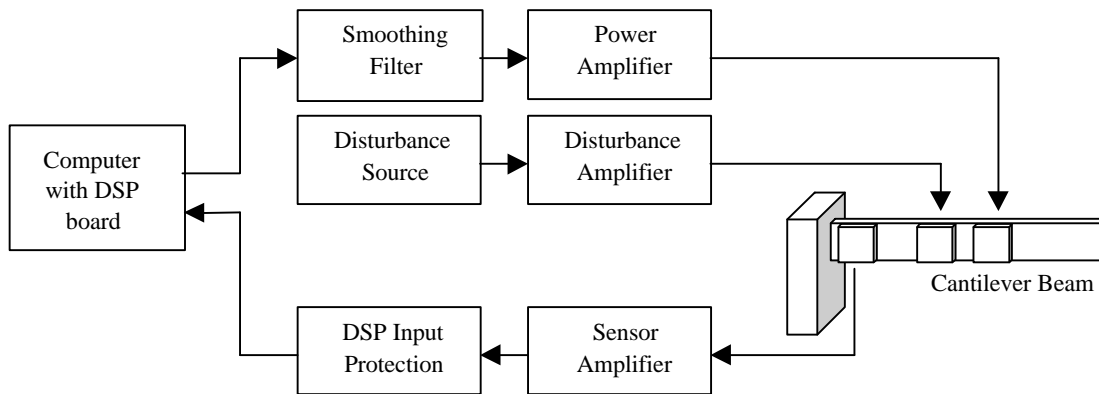 Smoothing
Filter
Power
Amplifier
Computer
with DSP
board
Disturbance
Source
Disturbance
Amplifier
Cantilever Beam
DSP Input
Protection
Sensor
Amplifier